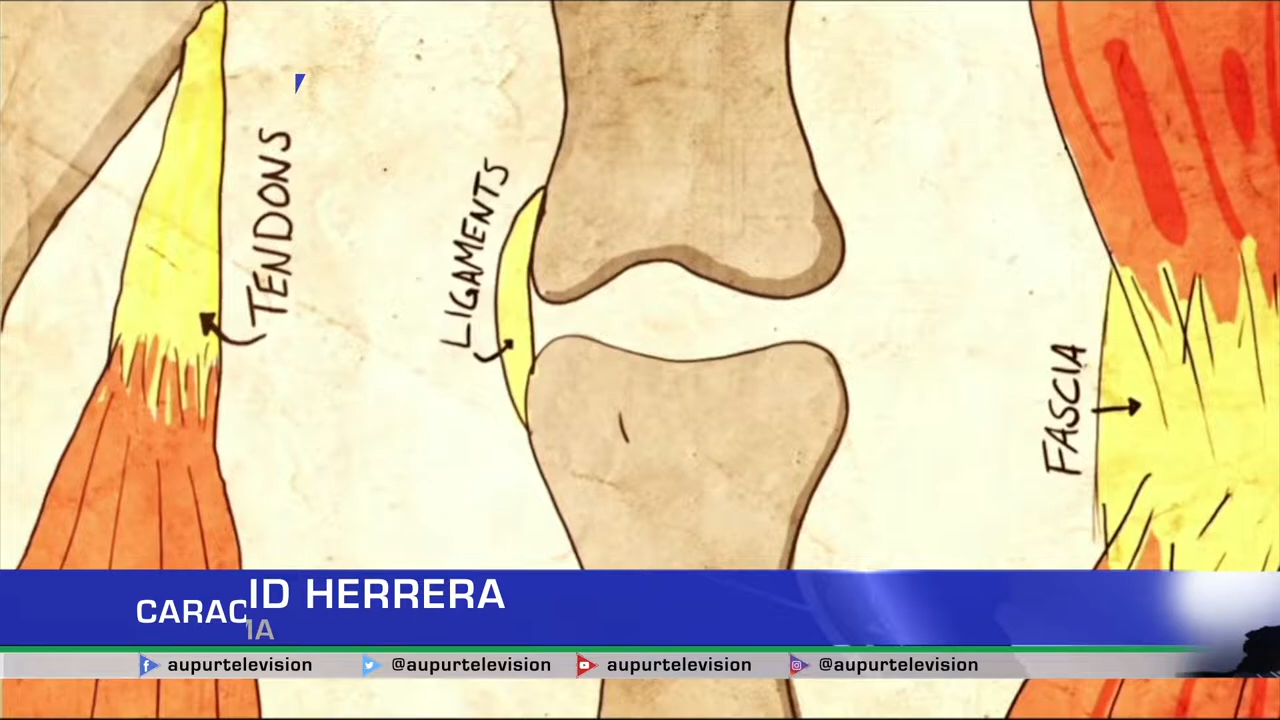 TENDONS
LIGAMENTS
FASCIA
ID HERRERA
CARAC
IA
aupurtelevision
@aupurtelevision
aupurtelevision
@aupurtelevision